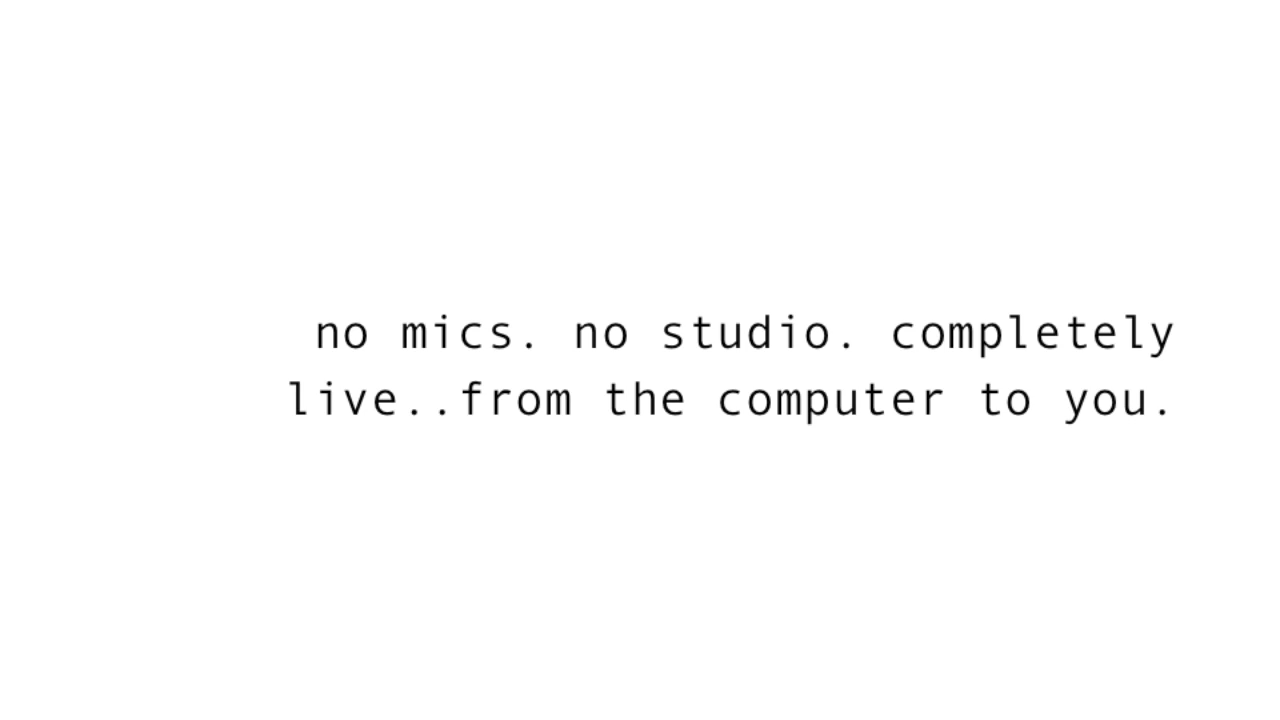 no mics. no studio. completely
live..from the computer to you.